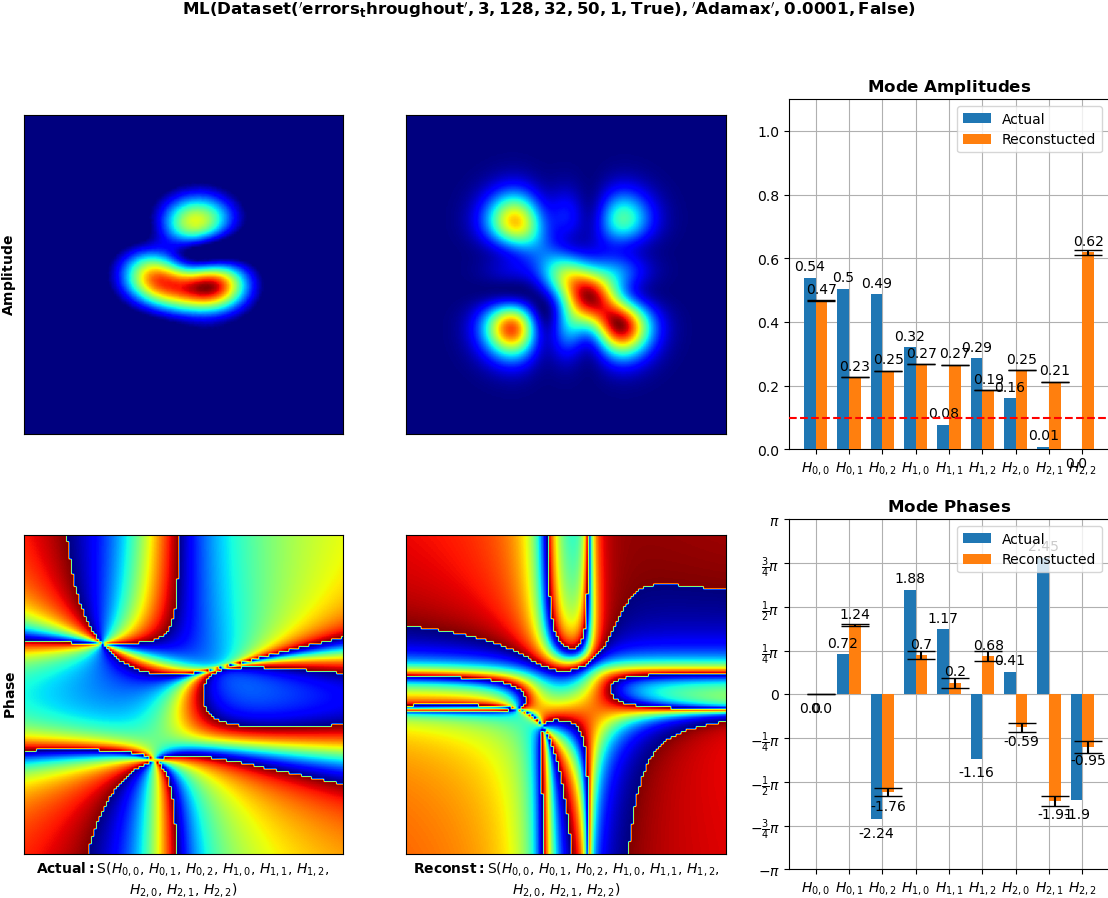 ML(Dataset('errors_throughout', 3, 128, 32, 50, 1, True), 'Adamax', 0.0001, False)
Amplitude
Mode Amplitudes
Actual
Reconstucted
1.0
0.8
0.6
0.4
0.2
0.0
0.54
0.47
0.5
0.23
0.49
0.25
0.32
0.27
0.08
0.27
0.29
0.19
0.16
0.25
0.01
0.21
0.0
0.62
H0,0 H0,1 H0,2 H1,0 H1,1 H1,2 H2,0 H2,1 H2,2
Phase
Mode Phases
Actual
Reconstucted
π
3/4π
1/2π
1/4π
0
−1/4π
−1/2π
−3/4π
−π
0.0
0.0
0.72
1.24
-2.24
-1.76
1.88
0.7
1.17
0.2
-1.16
0.68
0.41
-0.59
2.45
-1.91
-1.9
-0.95
H0,0 H0,1 H0,2 H1,0 H1,1 H1,2 H2,0 H2,1 H2,2
Actual: S(H0,0, H0,1, H0,2, H1,0, H1,1, H1,2,
H2,0, H2,1, H2,2)
Reconst: S(H0,0, H0,1, H0,2, H1,0, H1,1, H1,2,
H2,0, H2,1, H2,2)